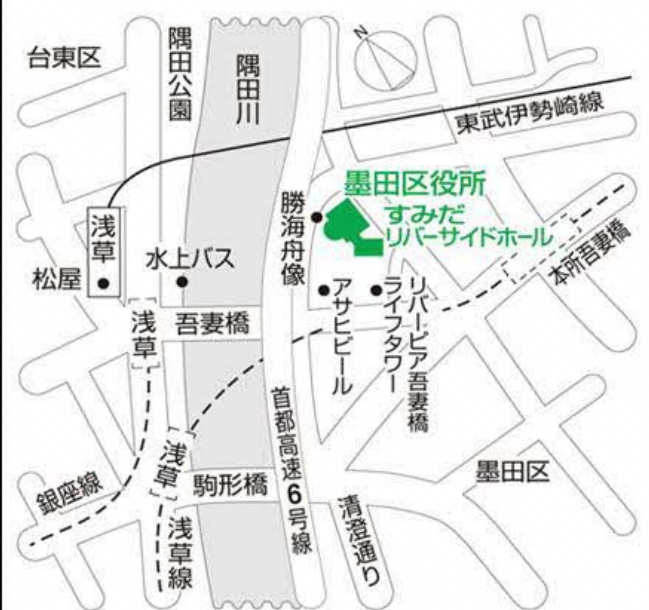 台東区
隅田公園
隅田川
N
東武伊勢崎線
墨田区役所
すみだ
リバーサイドホール
勝海舟像
本所吾妻橋
浅草
松屋
水上バス
アサヒビール
リバーピア吾妻橋
ライフタワー
浅草
吾妻橋
首都高速6号線
浅草
駒形橋
墨田区
銀座線
浅草線
清澄通り